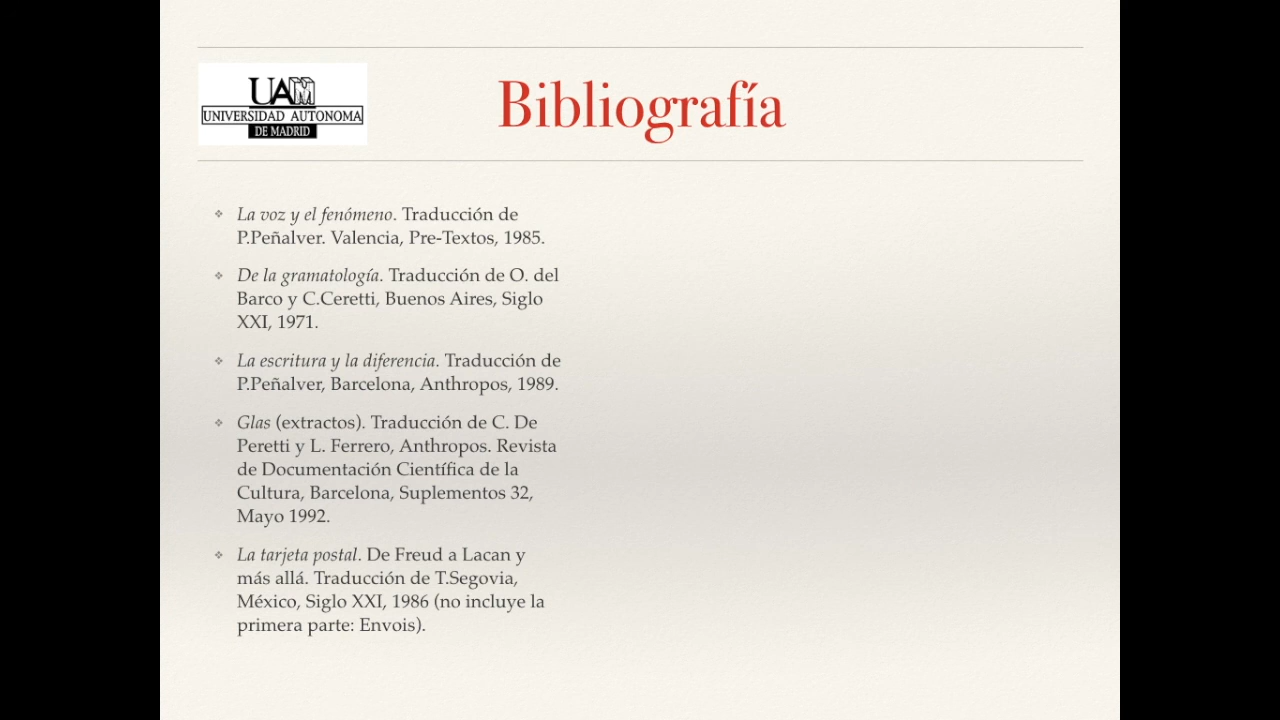 UAM
UNIVERSIDAD AUTONOMA
DE MADRID
Bibliografía
La voz y el fenómeno. Traducción de
P.Peñalver. Valencia, Pre-Textos, 1985.
De la gramatología. Traducción de O. del
Barco y C.Ceretti, Buenos Aires, Siglo
XXI, 1971.
La escritura y la diferencia. Traducción de
P.Peñalver, Barcelona, Anthropos, 1989.
Glas (extractos). Traducción de C. De
Peretti y L. Ferrero, Anthropos. Revista
de Documentación Científica de la
Cultura, Barcelona, Suplementos 32,
Mayo 1992.
La tarjeta postal. De Freud a Lacan y
más allá. Traducción de T.Segovia,
México, Siglo XXI, 1986 (no incluye la
primera parte: Envois).